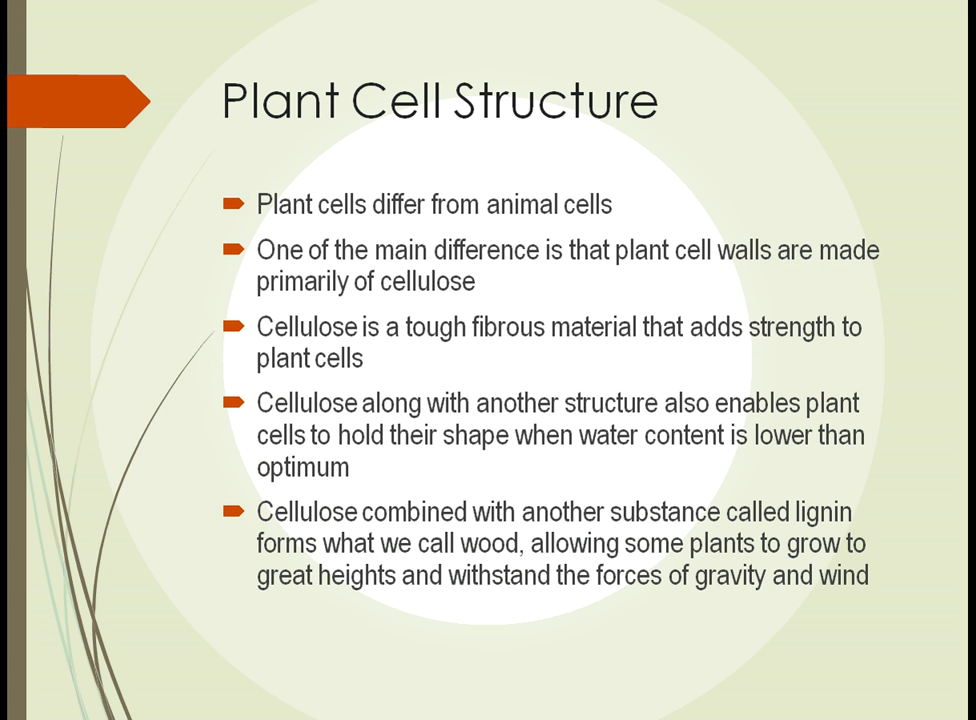 Plant Cell Structure
Plant cells differ from animal cells
One of the main difference is that plant cell walls are made
primarily of cellulose
Cellulose is a tough fibrous material that adds strength to
plant cells
Cellulose along with another structure also enables plant
cells to hold their shape when water content is lower than
optimum
Cellulose combined with another substance called lignin
forms what we call wood, allowing some plants to grow to
great heights and withstand the forces of gravity and wind